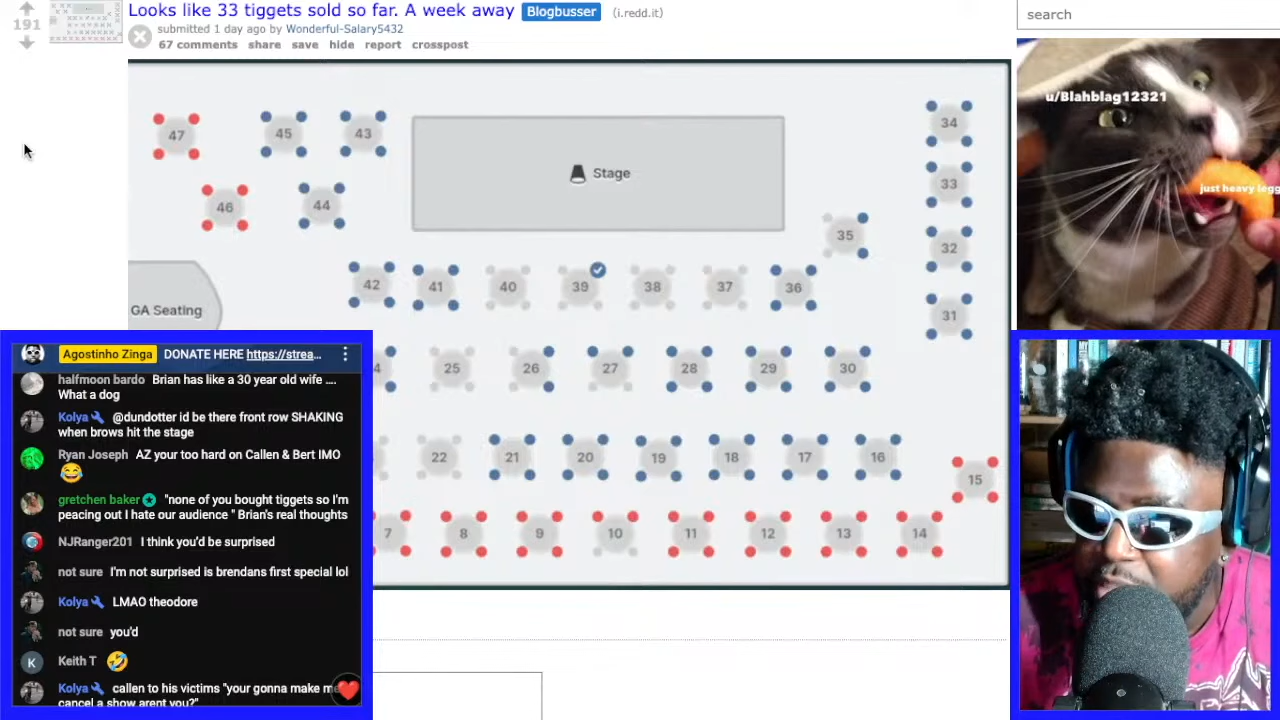 191
Looks like 33 tiggets sold so far. A week away Blogbusser (i.redd.it)
submitted 1 day ago by Wonderful-Salary5432
67 comments share save hide report crosspost
search
47 45 43 34
u/Blahblag12321
Stage
33
just heavy legg
46 44
35
32
42 41 40 39 38 37 36
GA Seating
31
25 26 27 28 29 30
22 21 20 19 18 17 16
15
7 8 9 10 11 12 13 14
Agostinho Zinga DONATE HERE https://strea...
halfmoon bardo Brian has like a 30 year old wife ....
What a dog
Kolya @dundotter id be there front row SHAKING
when brows hit the stage
Ryan Joseph AZ your too hard on Callen & Bert IMO
😂
gretchen baker "none of you bought tiggets so I'm
peacing out I hate our audience " Brian's real thoughts
NJRanger201 I think you'd be surprised
not sure I'm not surprised is brendans first special lol
Kolya LMAO theodore
not sure you'd
K Keith T 🤣
Kolya callen to his victims "your gonna make m
cancel a show arent you?"